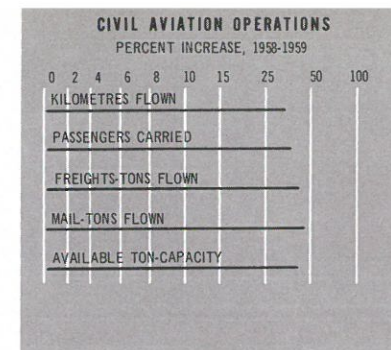 CIVIL AVIATION OPERATIONS
PERCENT INCREASE, 1958-1959
0 2 4 6 8 10 15 25 50 100
KILOMETRES FLOWN
PASSENGERS CARRIED
FREIGHTS-TONS FLOWN
MAIL-TONS FLOWN
AVAILABLE TON-CAPACITY